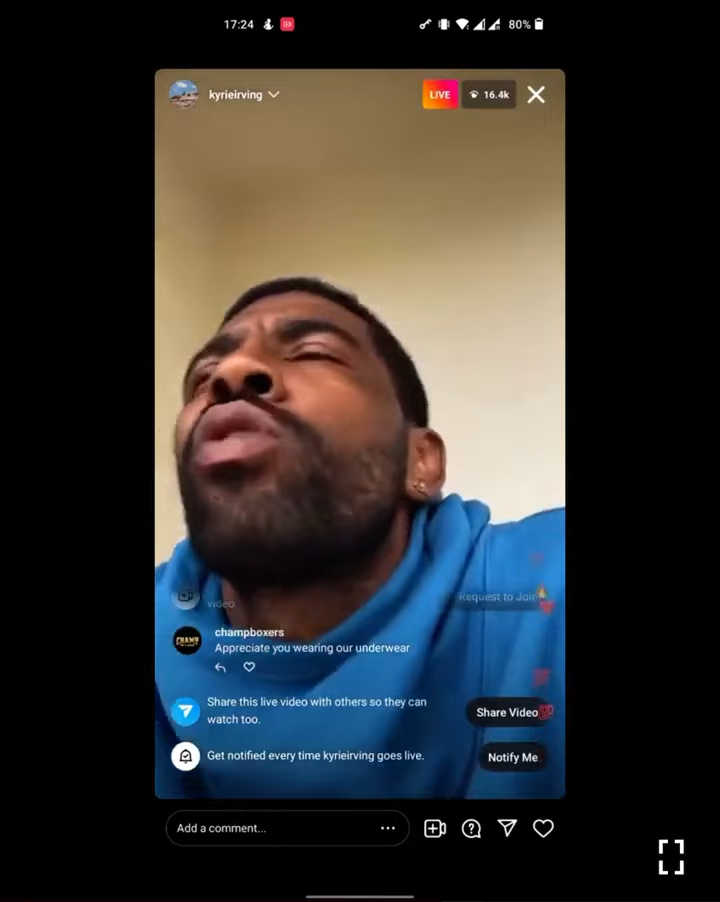 17:24
80%
kyrieirving
LIVE
16.4k
video
Request to Join
champboxers
Appreciate you wearing our underwear
CHAMP
Share this live video with others so they can
watch too.
Share Video
Get notified every time kyrieirving goes live.
Notify Me
Add a comment...